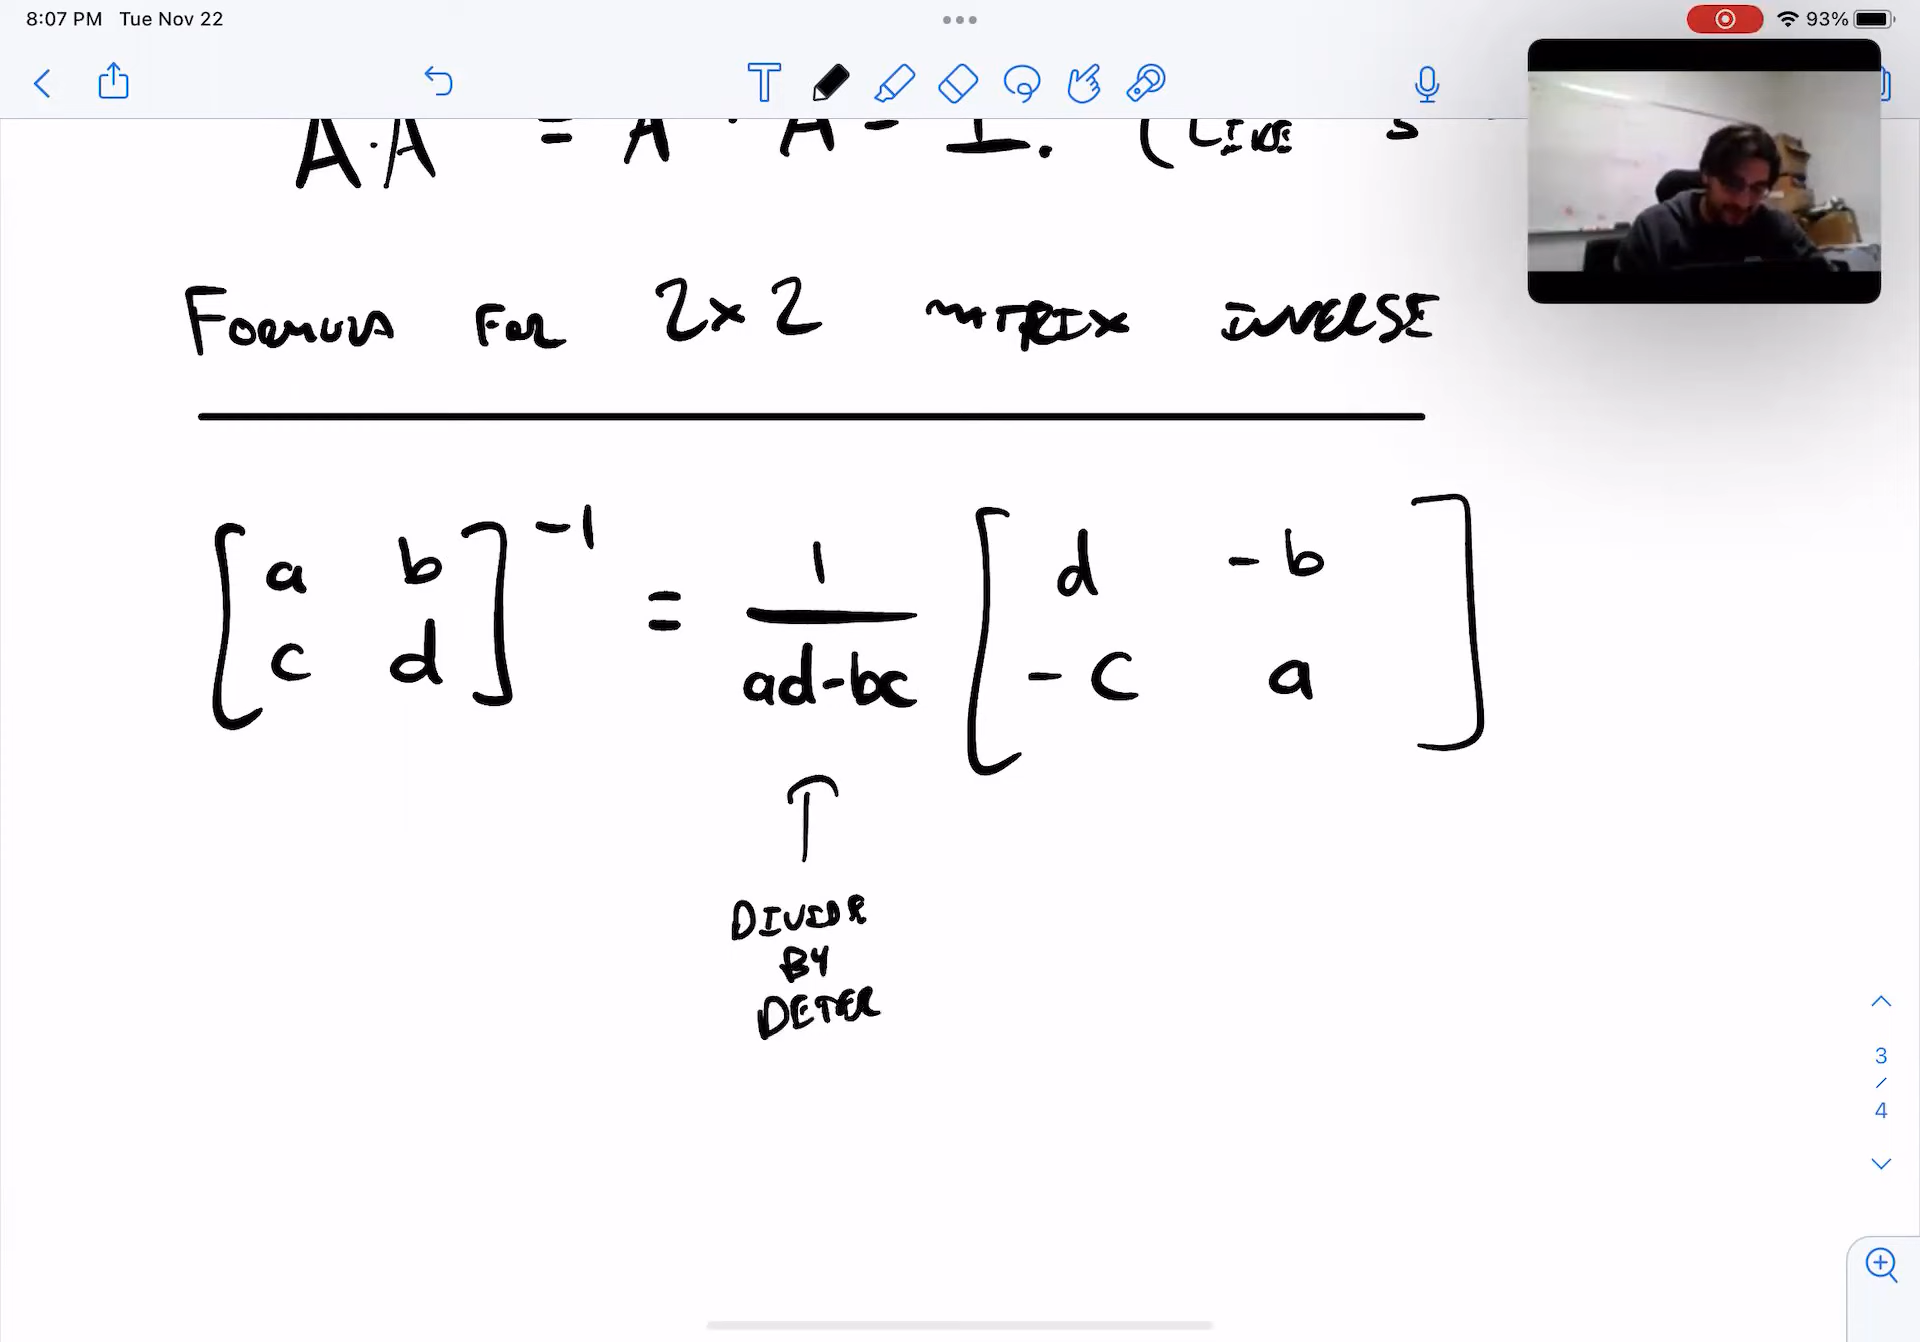 8:07 PM Tue Nov 22
93%
A·A = A · A = I. (LIKE
FORMULA FOR 2x2 MATRIX INVERSE
[a b]⁻¹ = 1 [d -b]
[c d] ad-bc [-c a]
↑
DIVIDE
BY
DETER
3
/
4